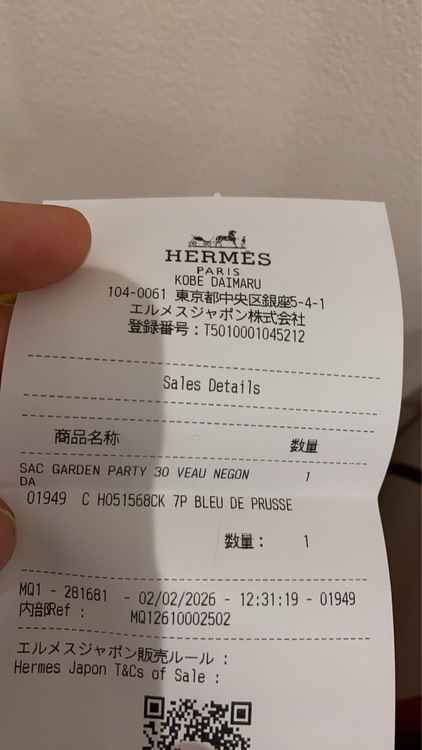 HERMÈS
PARIS
KOBE DAIMARU
104-0061 東京都中央区銀座5-4-1
エルメスジャポン株式会社
登録番号：T5010001045212
Sales Details
商品名称 数量
SAC GARDEN PARTY 30 VEAU NEGON 1
DA
01949 C H051568CK 7P BLEU DE PRUSSE
数量： 1
MQ1 - 281681 - 02/02/2026 - 12:31:19 - 01949
内部Ref : MQ12610002502
エルメスジャポン販売ルール :
Hermes Japon T&Cs of Sale :